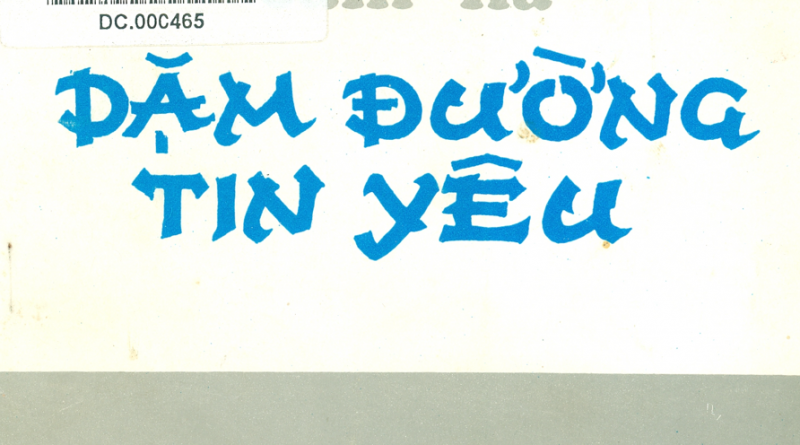 DC.000465
DẶM ĐƯỜNG
TIN YÊU